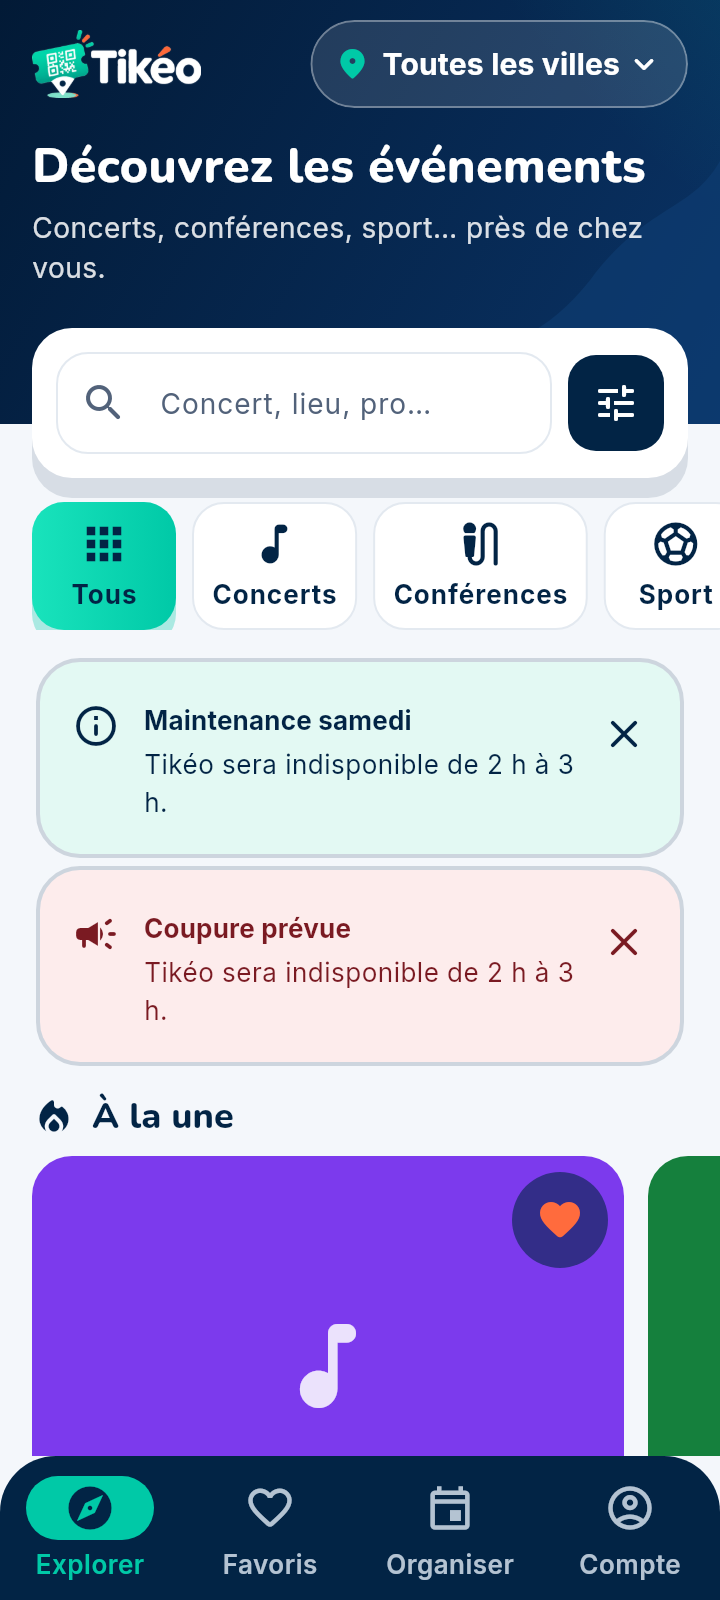 Tikéo
Toutes les villes
Découvrez les événements
Concerts, conférences, sport... près de chez
vous.
Concert, lieu, pro...
Tous
Concerts
Conférences
Sport
Maintenance samedi
Tikéo sera indisponible de 2 h à 3
h.
Coupure prévue
Tikéo sera indisponible de 2 h à 3
h.
À la une
Explorer
Favoris
Organiser
Compte